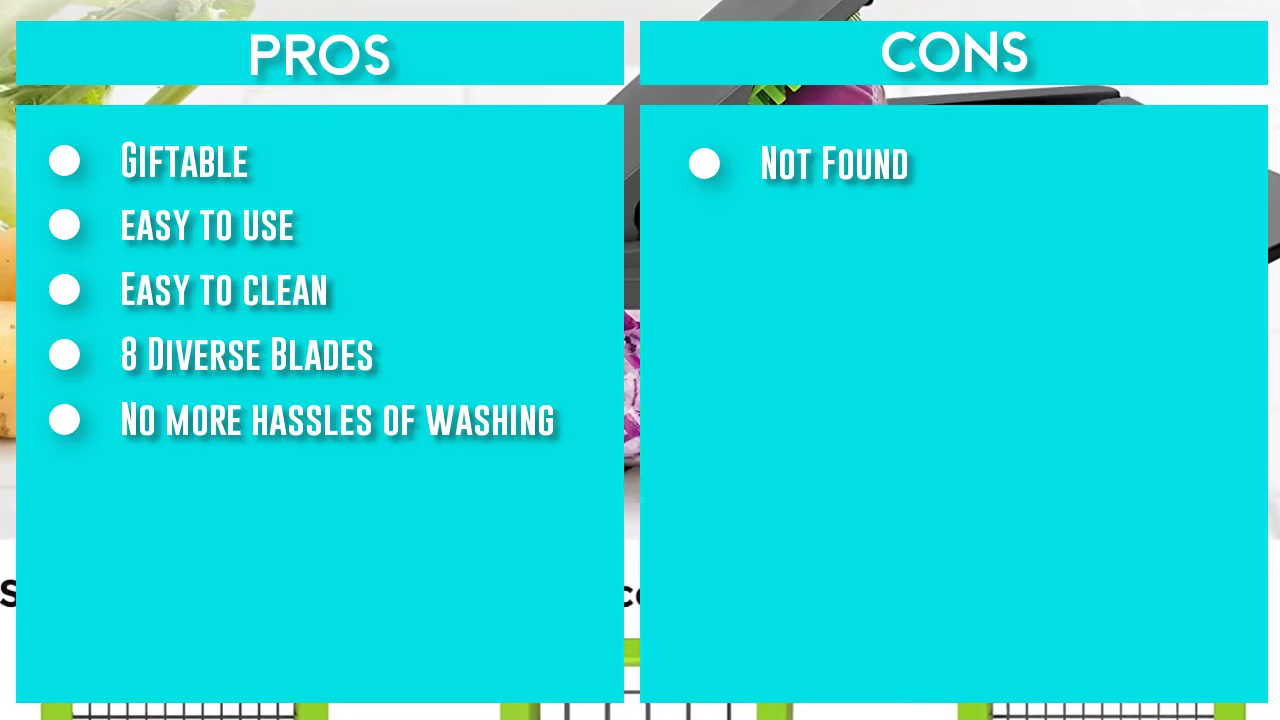 PROS
Giftable
easy to use
Easy to clean
8 Diverse Blades
No more hassles of washing
CONS
Not Found